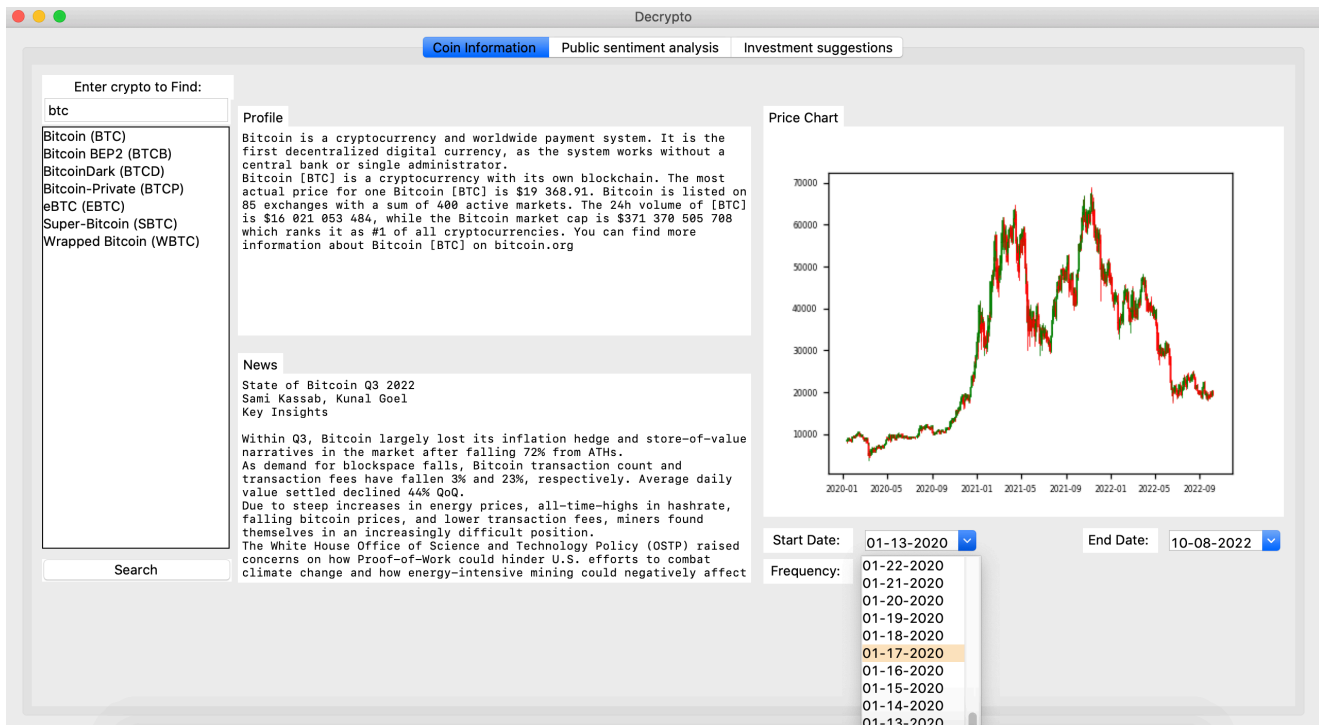 Decrypto
Coin Information
Public sentiment analysis
Investment suggestions
Enter crypto to Find:
btc
Bitcoin (BTC)
Bitcoin BEP2 (BTCB)
BitcoinDark (BTCD)
Bitcoin-Private (BTCP)
eBTC (EBTC)
Super-Bitcoin (SBTC)
Wrapped Bitcoin (WBTC)
Search
Profile
Bitcoin is a cryptocurrency and worldwide payment system. It is the
first decentralized digital currency, as the system works without a
central bank or single administrator.
Bitcoin [BTC] is a cryptocurrency with its own blockchain. The most
actual price for one Bitcoin [BTC] is $19 368.91. Bitcoin is listed on
85 exchanges with a sum of 400 active markets. The 24h volume of [BTC]
is $16 021 053 484, while the Bitcoin market cap is $371 370 505 708
which ranks it as #1 of all cryptocurrencies. You can find more
information about Bitcoin [BTC] on bitcoin.org
News
State of Bitcoin Q3 2022
Sami Kassab, Kunal Goel
Key Insights
Within Q3, Bitcoin largely lost its inflation hedge and store-of-value
narratives in the market after falling 72% from ATHs.
As demand for blockspace falls, Bitcoin transaction count and
transaction fees have fallen 3% and 23%, respectively. Average daily
value settled declined 44% QoQ.
Due to steep increases in energy prices, all-time-highs in hashrate,
falling bitcoin prices, and lower transaction fees, miners found
themselves in an increasingly difficult position.
The White House Office of Science and Technology Policy (OSTP) raised
concerns on how Proof-of-Work could hinder U.S. efforts to combat
climate change and how energy-intensive mining could negatively affect
Price Chart
70000
60000
50000
40000
30000
20000
10000
2020-01 2020-05 2020-09 2021-01 2021-05 2021-09 2022-01 2022-05 2022-09
Start Date:
01-13-2020
End Date:
10-08-2022
Frequency:
01-22-2020
01-21-2020
01-20-2020
01-19-2020
01-18-2020
01-17-2020
01-16-2020
01-15-2020
01-14-2020
01-13-2020